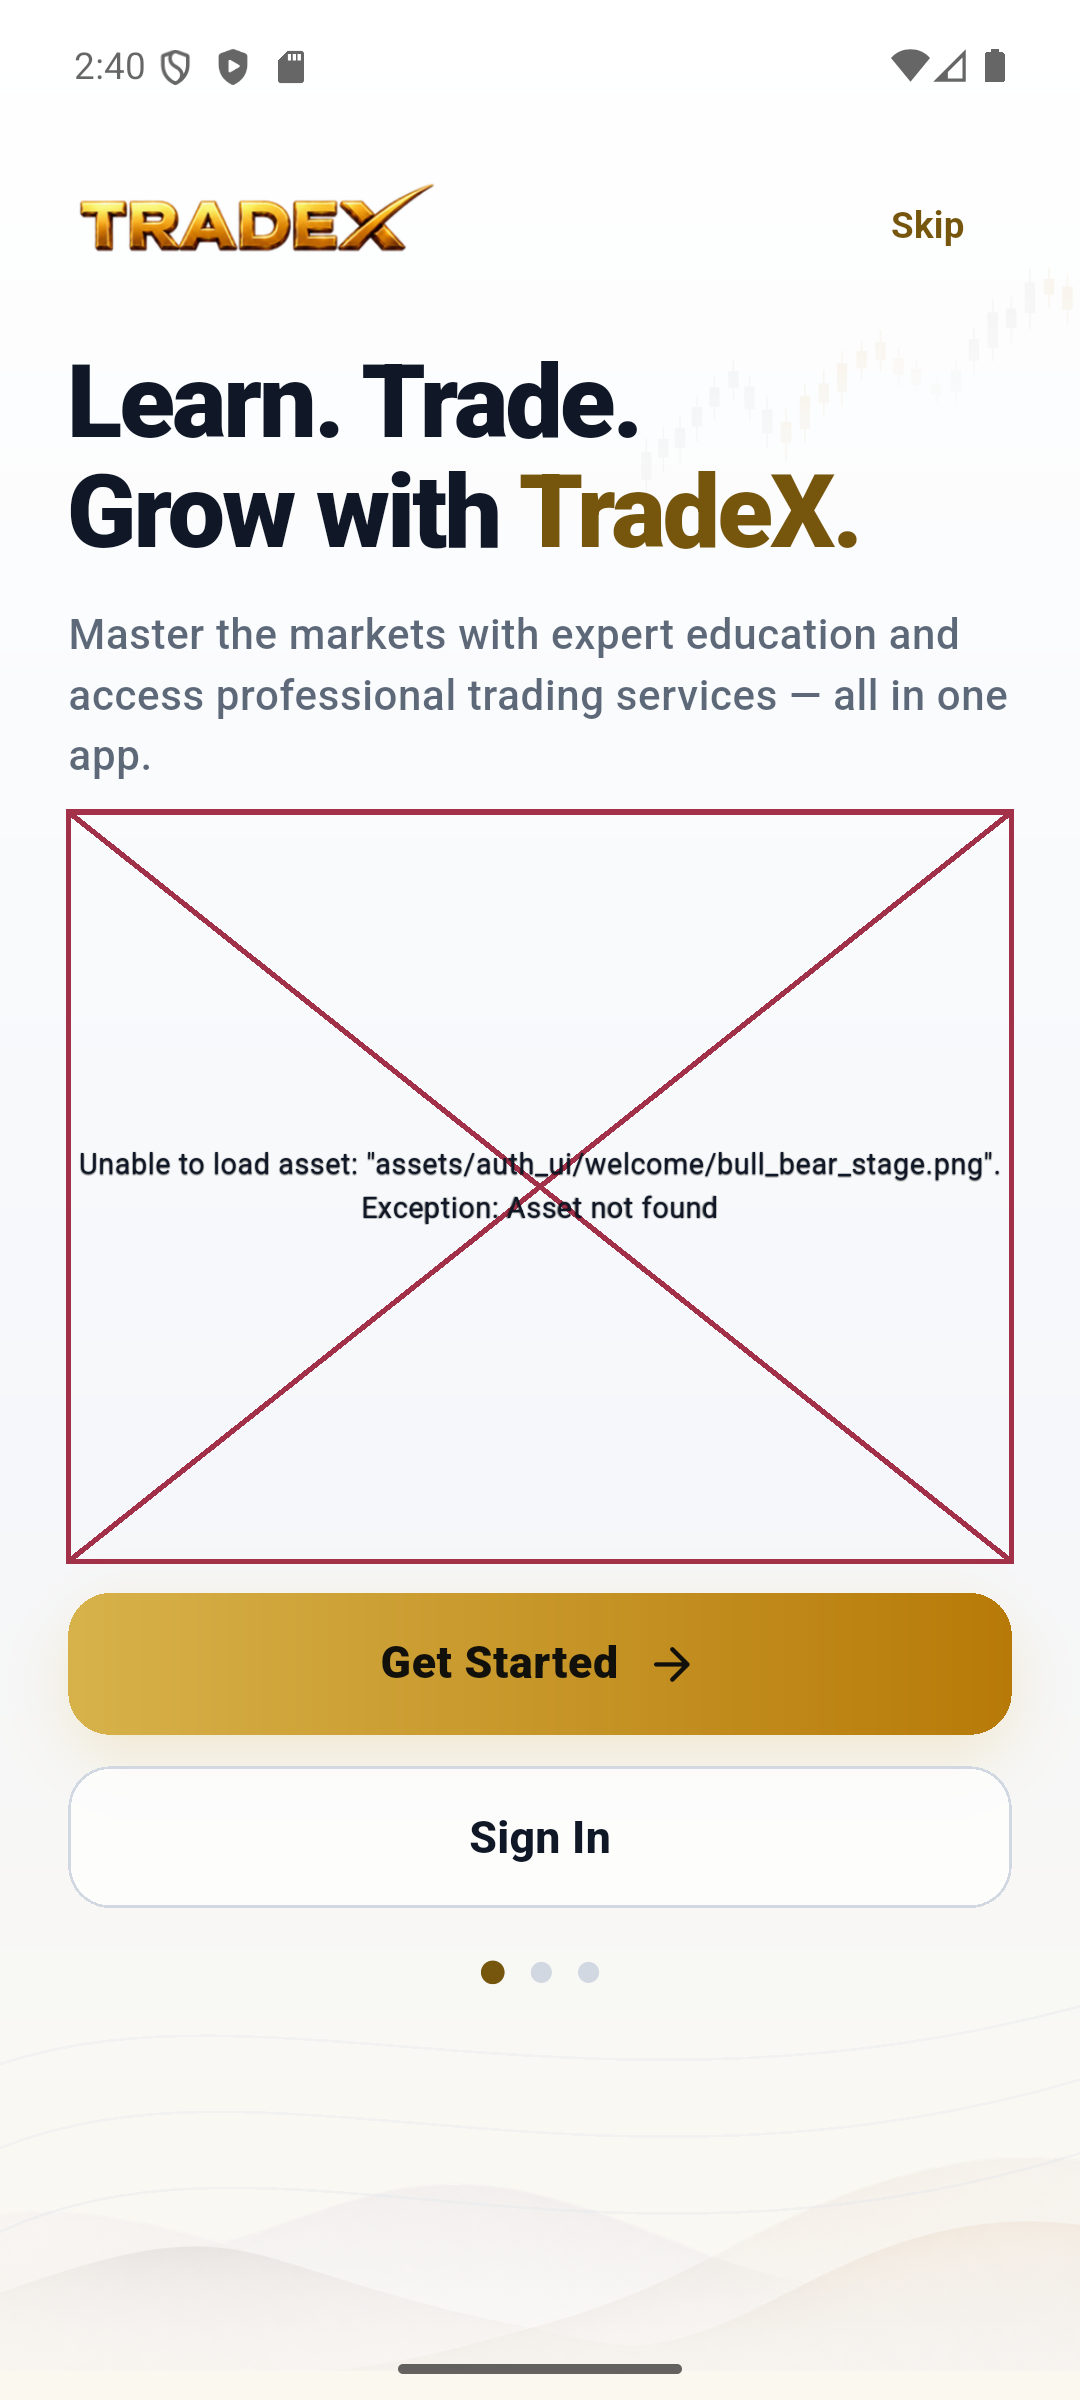 2:40
TRADEX
Skip
Learn. Trade.
Grow with TradeX.
Master the markets with expert education and
access professional trading services — all in one
app.
Unable to load asset: "assets/auth_ui/welcome/bull_bear_stage.png".
Exception: Asset not found
Get Started →
Sign In